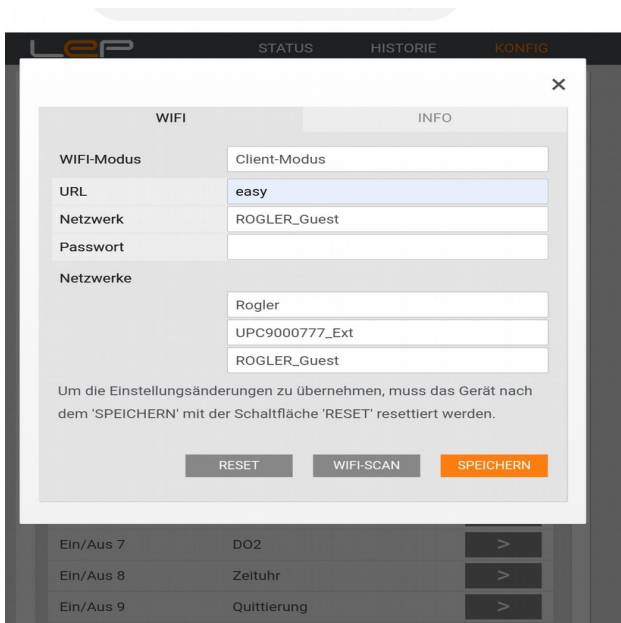 LEP STATUS HISTORIE KONFIG
×
WIFI INFO
WIFI-Modus Client-Modus
URL easy
Netzwerk ROGLER_Guest
Passwort
Netzwerke
Rogler
UPC9000777_Ext
ROGLER_Guest
Um die Einstellungsänderungen zu übernehmen, muss das Gerät nach
dem 'SPEICHERN' mit der Schaltfläche 'RESET' resettiert werden.
RESET WIFI-SCAN SPEICHERN
Ein/Aus 7 DO2 >
Ein/Aus 8 Zeituhr >
Ein/Aus 9 Quittierung >